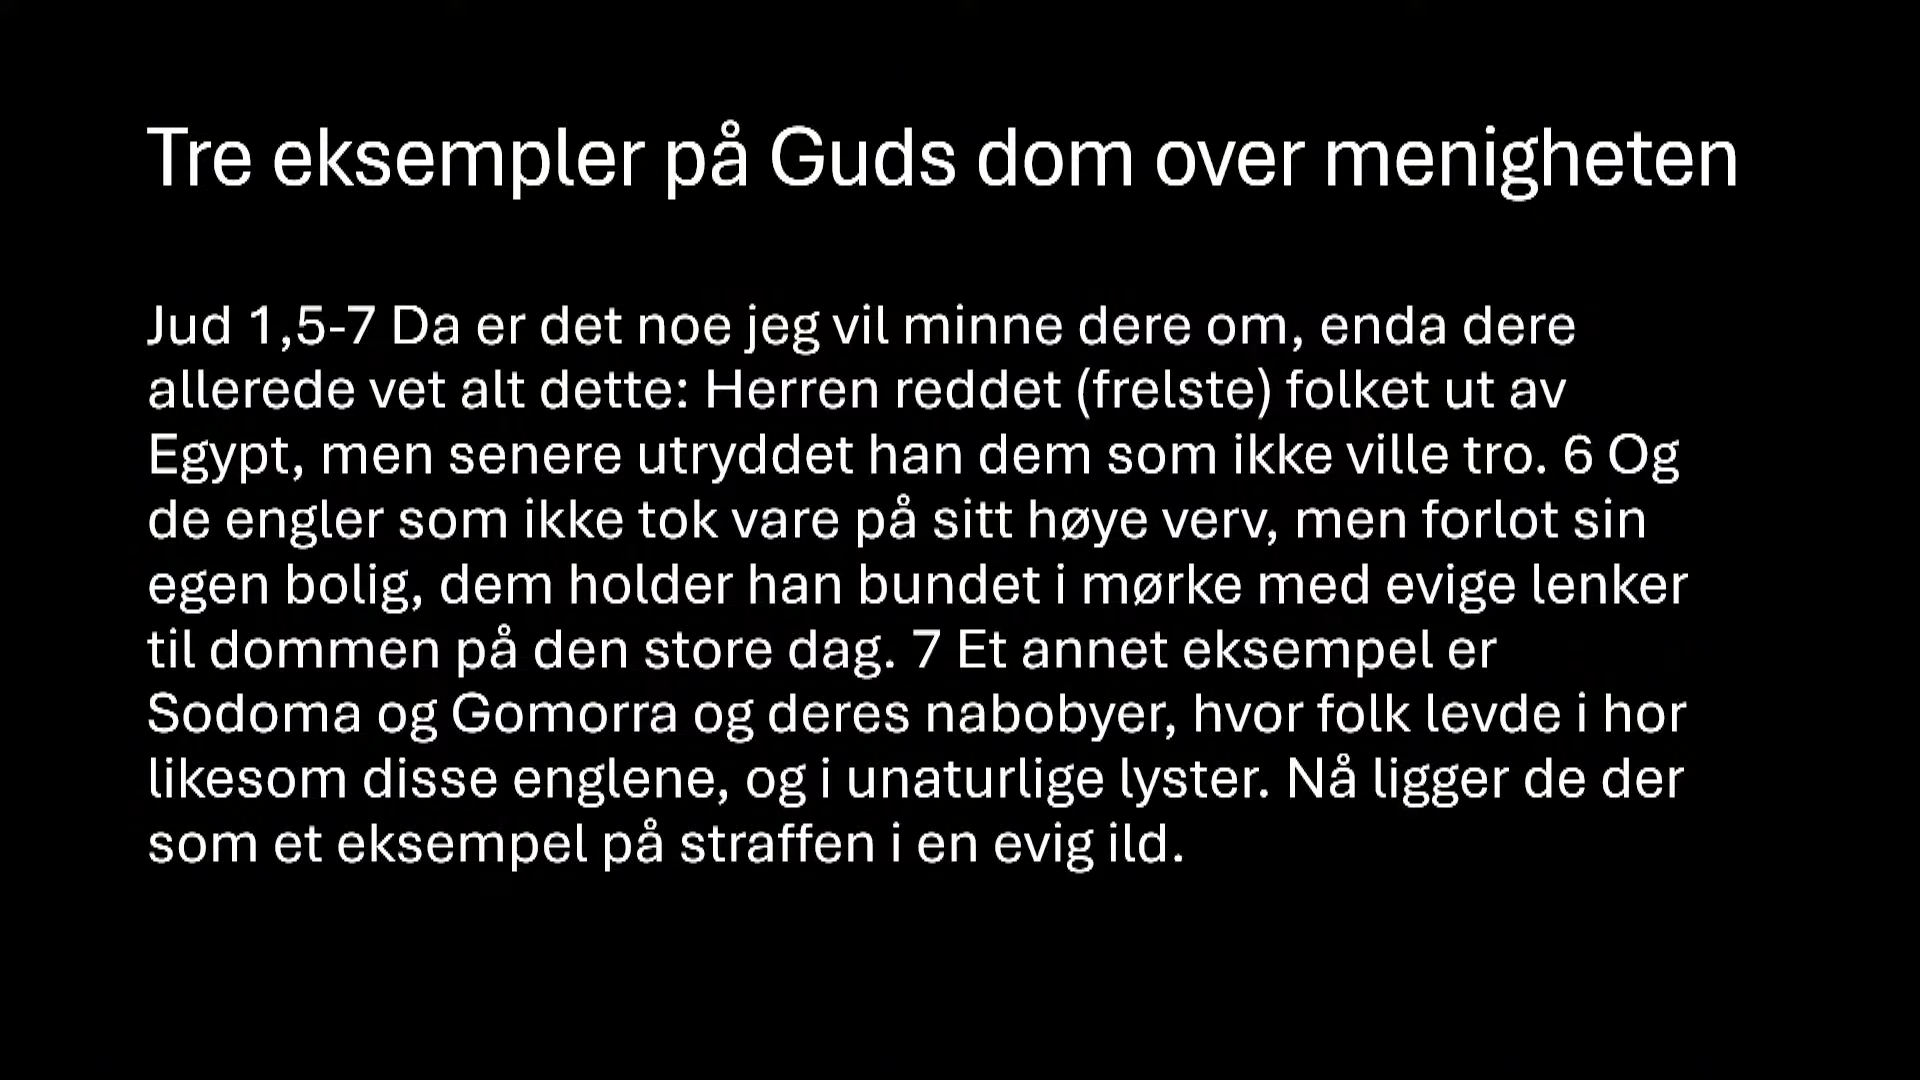 Tre eksempler på Guds dom over menigheten
Jud 1,5-7 Da er det noe jeg vil minne dere om, enda dere
allerede vet alt dette: Herren reddet (frelste) folket ut av
Egypt, men senere utryddet han dem som ikke ville tro. 6 Og
de engler som ikke tok vare på sitt høye verv, men forlot sin
egen bolig, dem holder han bundet i mørke med evige lenker
til dommen på den store dag. 7 Et annet eksempel er
Sodoma og Gomorra og deres nabobyer, hvor folk levde i hor
likesom disse englene, og i unaturlige lyster. Nå ligger de der
som et eksempel på straffen i en evig ild.